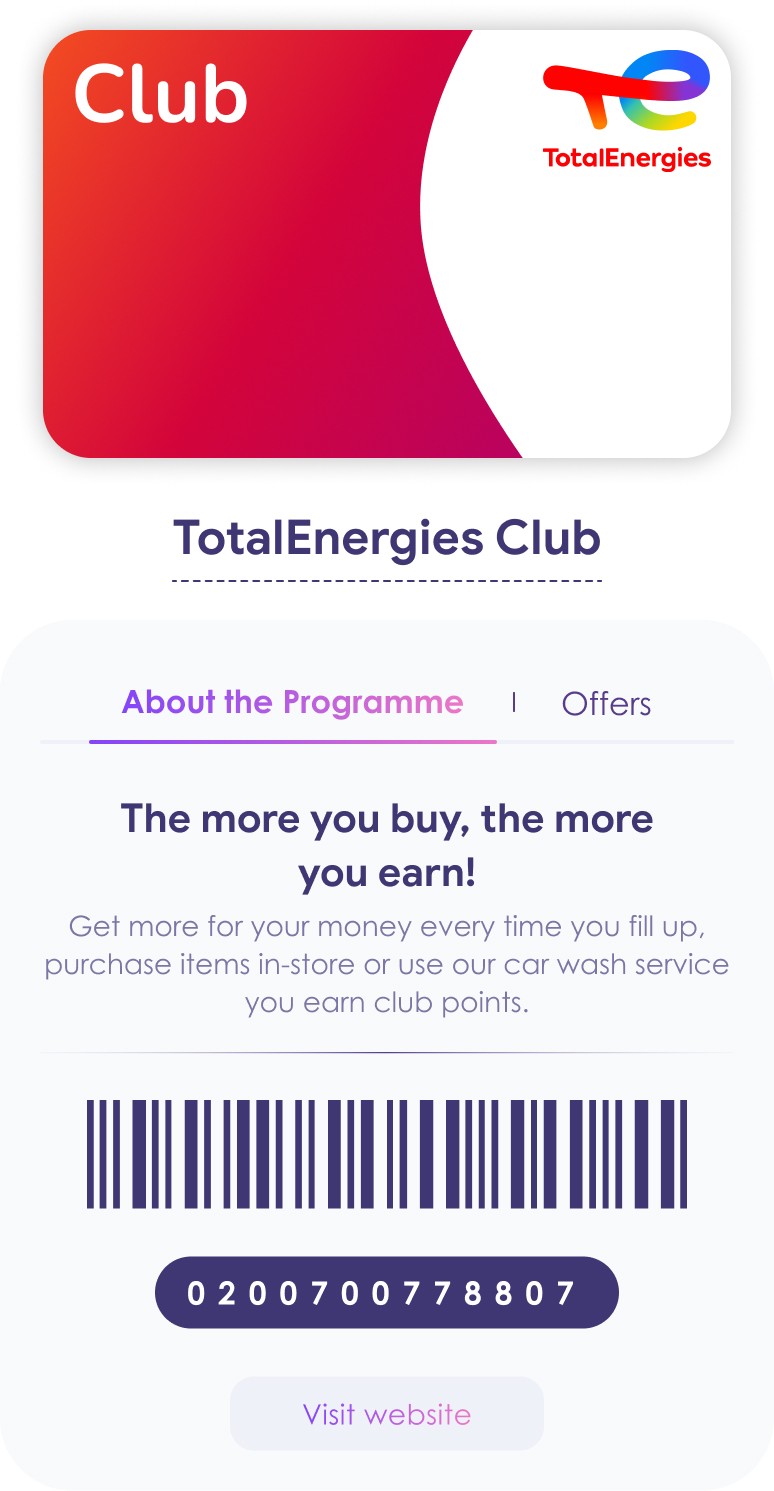 Club
TotalEnergies
TotalEnergies Club
About the Programme | Offers
The more you buy, the more
you earn!
Get more for your money every time you fill up,
purchase items in-store or use our car wash service
you earn club points.
0200700778807
Visit website